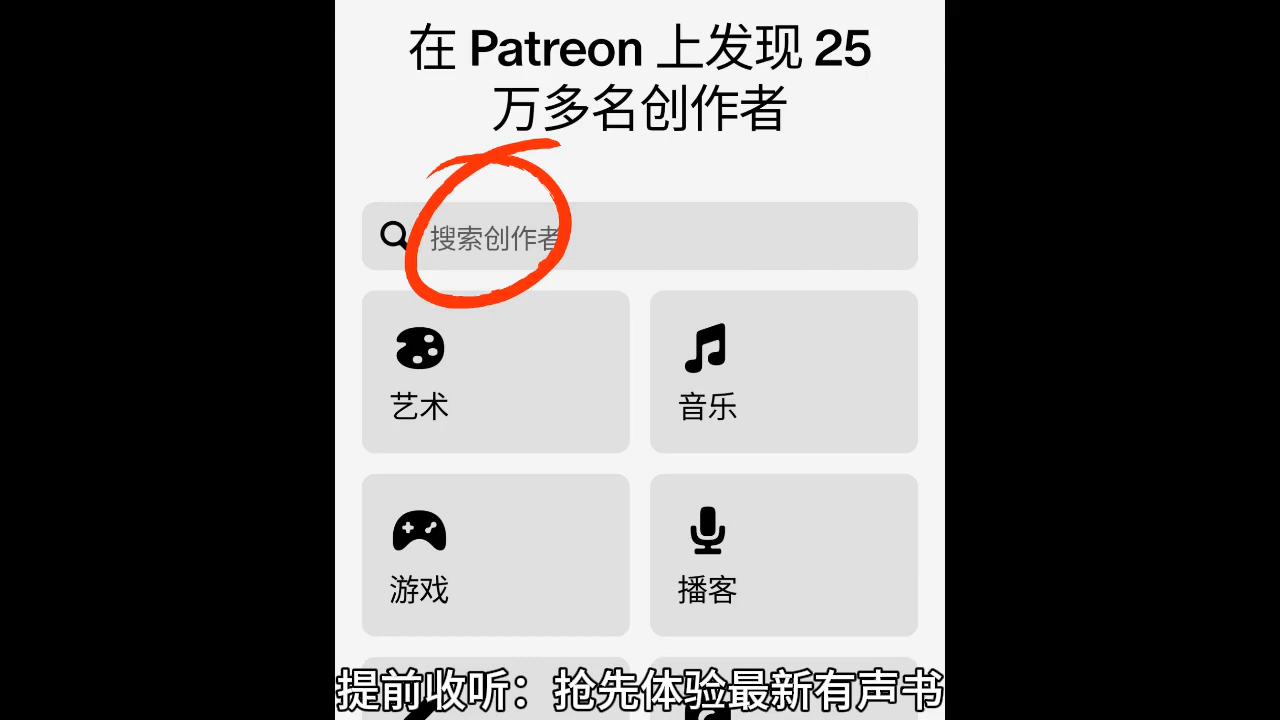 在 Patreon 上发现 25
万多名创作者
搜索创作者
艺术
音乐
游戏
播客
提前收听：抢先体验最新有声书